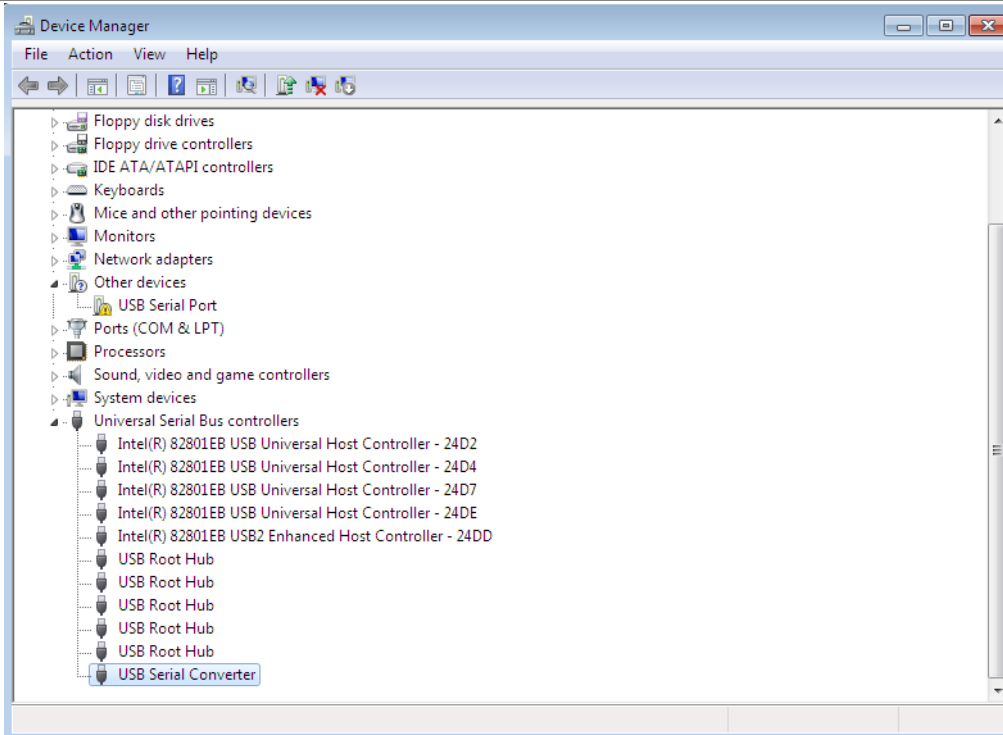 Device Manager
File Action View Help
Floppy disk drives
Floppy drive controllers
IDE ATA/ATAPI controllers
Keyboards
Mice and other pointing devices
Monitors
Network adapters
Other devices
USB Serial Port
Ports (COM & LPT)
Processors
Sound, video and game controllers
System devices
Universal Serial Bus controllers
Intel(R) 82801EB USB Universal Host Controller - 24D2
Intel(R) 82801EB USB Universal Host Controller - 24D4
Intel(R) 82801EB USB Universal Host Controller - 24D7
Intel(R) 82801EB USB Universal Host Controller - 24DE
Intel(R) 82801EB USB2 Enhanced Host Controller - 24DD
USB Root Hub
USB Root Hub
USB Root Hub
USB Root Hub
USB Root Hub
USB Serial Converter